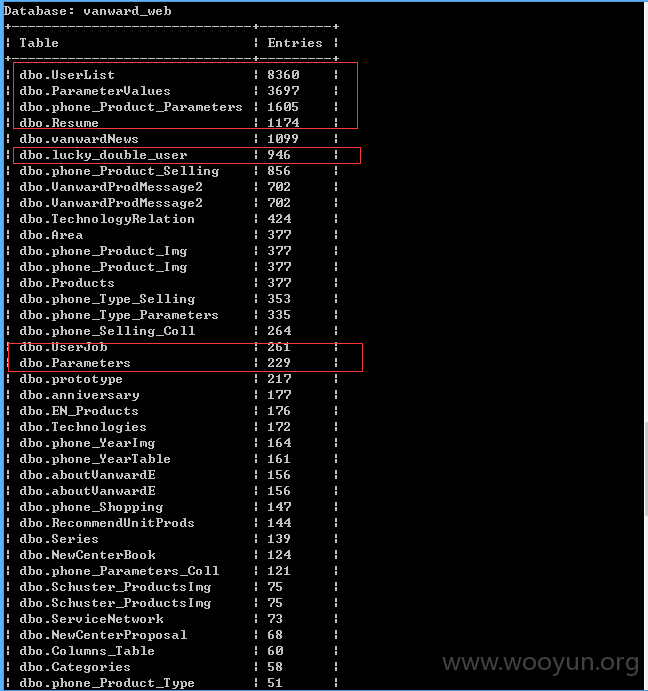 Database: vanward_web
+------------------------------+---------+
| Table | Entries |
+------------------------------+---------+
| dbo.UserList | 8360 |
| dbo.ParameterValues | 3697 |
| dbo.phone_Product_Parameters | 1605 |
| dbo.Resume | 1174 |
| dbo.vanwardNews | 1099 |
| dbo.lucky_double_user | 946 |
| dbo.phone_Product_Selling | 856 |
| dbo.VanwardProdMessage2 | 702 |
| dbo.VanwardProdMessage2 | 702 |
| dbo.TechnologyRelation | 424 |
| dbo.Area | 377 |
| dbo.phone_Product_Img | 377 |
| dbo.phone_Product_Img | 377 |
| dbo.Products | 377 |
| dbo.phone_Type_Selling | 353 |
| dbo.phone_Type_Parameters | 335 |
| dbo.phone_Selling_Coll | 264 |
| dbo.UserJob | 261 |
| dbo.Parameters | 229 |
| dbo.prototype | 217 |
| dbo.anniversary | 177 |
| dbo.EN_Products | 176 |
| dbo.Technologies | 172 |
| dbo.phone_YearImg | 164 |
| dbo.phone_YearTable | 161 |
| dbo.aboutVanwardE | 156 |
| dbo.aboutVanwardE | 156 |
| dbo.phone_Shopping | 147 |
| dbo.RecommendUnitProds | 144 |
| dbo.Series | 139 |
| dbo.NewCenterBook | 124 |
| dbo.phone_Parameters_Coll | 121 |
| dbo.Schuster_ProductsImg | 75 |
| dbo.Schuster_ProductsImg | 75 |
| dbo.ServiceNetwork | 73 |
| dbo.NewCenterProposal | 68 |
| dbo.Columns_Table | 60 |
| dbo.Categories | 58 |
| dbo.phone_Product_Type | 51 |
www.wooyun.org